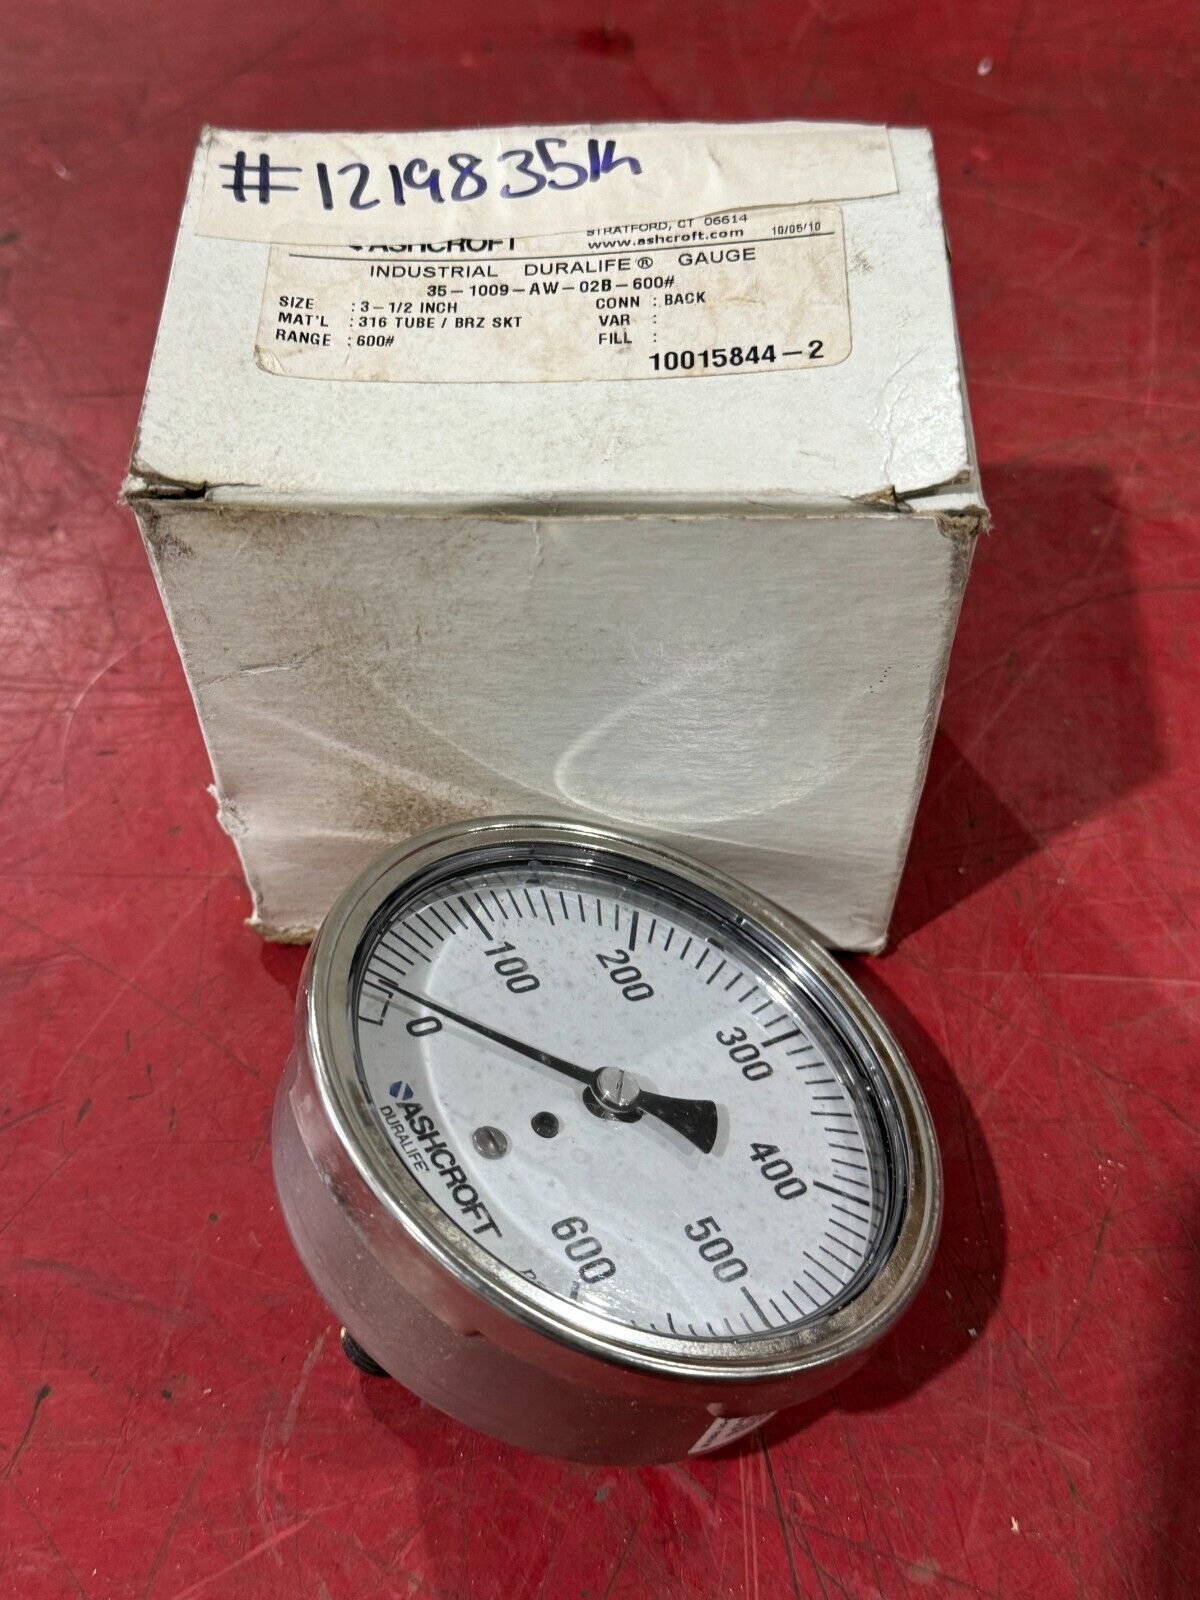 #1219835
ASHCROFT
STRATFORD, CT 06614
www.ashcroft.com
10/05/10
INDUSTRIAL DURALIFE® GAUGE
35-1009-AW-02B-600#
SIZE : 3-1/2 INCH
CONN : BACK
MAT'L : 316 TUBE / BRZ SKT
VAR :
RANGE : 600#
FILL :
10015844-2
0
100
200
300
400
500
600
ASHCROFT
DURALIFE